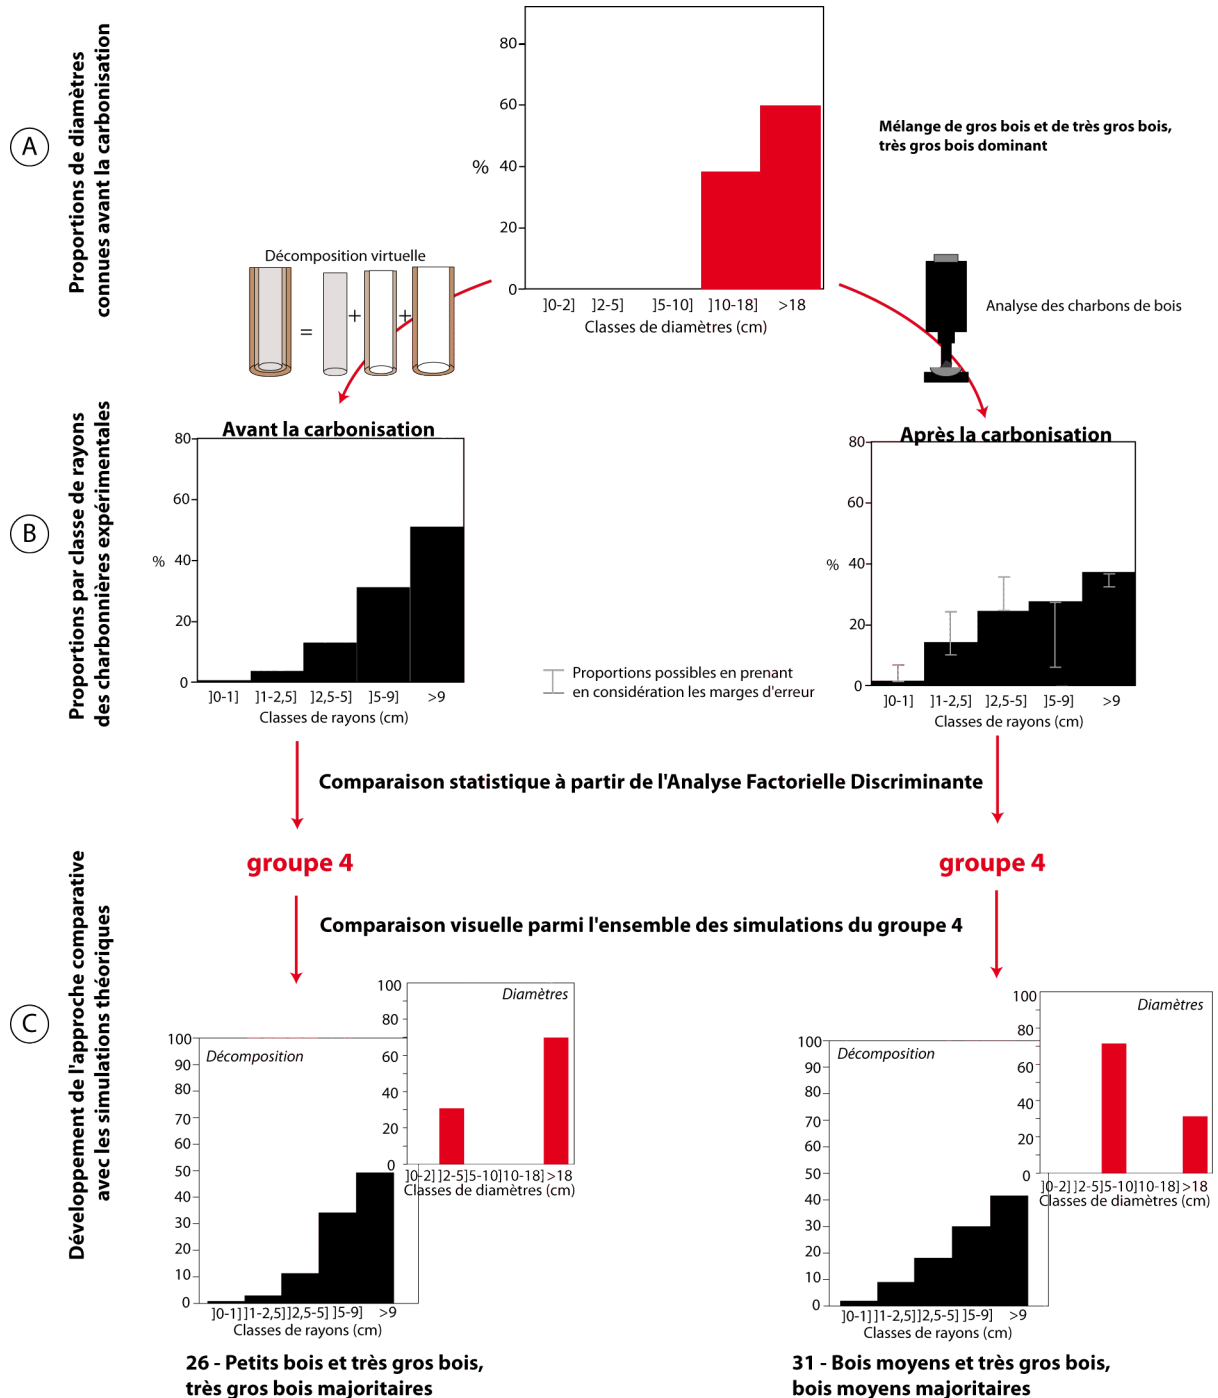 A
Proportions de diamètres
connues avant la carbonisation
80
60
%
40
20
0
]0-2]
]2-5]
]5-10]
]10-18]
>18
Classes de diamètres (cm)
Mélange de gros bois et de très gros bois,
très gros bois dominant
Décomposition virtuelle
= + +
Analyse des charbons de bois
B
Proportions par classe de rayons
des charbonnières expérimentales
Avant la carbonisation
80
60
%
40
20
0
]0-1]
]1-2,5]
]2,5-5]
]5-9]
>9
Classes de rayons (cm)
Proportions possibles en prenant
en considération les marges d'erreur
Après la carbonisation
80
60
%
40
20
0
]0-1]
]1-2,5]
]2,5-5]
]5-9]
>9
Classes de rayons (cm)
Comparaison statistique à partir de l'Analyse Factorielle Discriminante
groupe 4
groupe 4
Comparaison visuelle parmi l'ensemble des simulations du groupe 4
C
Développement de l'approche comparative
avec les simulations théoriques
Décomposition
100
90
80
70
60
50
40
30
20
10
0
]0-1]
]1-2,5]
]2,5-5]
]5-9]
>9
Classes de rayons (cm)
Diamètres
100
80
60
40
20
0
]0-2]
]2-5]
]5-10]
]10-18]
>18
Classes de diamètres (cm)
26 - Petits bois et très gros bois,
très gros bois majoritaires
Décomposition
100
90
80
70
60
50
40
30
20
10
0
]0-1]
]1-2,5]
]2,5-5]
]5-9]
>9
Classes de rayons (cm)
Diamètres
100
80
60
40
20
0
]0-2]
]2-5]
]5-10]
]10-18]
>18
Classes de diamètres (cm)
31 - Bois moyens et très gros bois,
bois moyens majoritaires